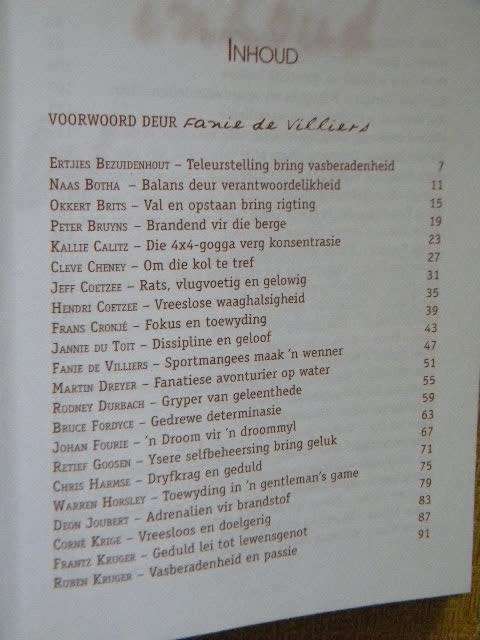 INHOUD
VOORWOORD DEUR Fanie de Villiers
ERTJIES BEZUIDENHOUT – Teleurstelling bring vasberadenheid 7
NAAS BOTHA – Balans deur verantwoordelikheid 11
OKKERT BRITS – Val en opstaan bring rigting 15
PETER BRUYNS – Brandend vir die berge 19
KALLIE CALITZ – Die 4x4-gogga verg konsentrasie 23
CLEVE CHENEY – Om die kol te tref 27
JEFF COETZEE – Rats, vlugvoetig en gelowig 31
HENDRI COETZEE – Vreeslose waaghalsigheid 35
FRANS CRONJÉ – Fokus en toewyding 39
JANNIE DU TOIT – Dissipline en geloof 43
FANIE DE VILLIERS – Sportmangees maak 'n wenner 47
MARTIN DREYER – Fanatiese avonturier op water 51
RODNEY DURBACH – Gryper van geleenthede 55
BRUCE FORDYCE – Gedrewe determinasie 59
JOHAN FOURIE – 'n Droom vir 'n droommyl 63
RETIEF GOOSEN – Ysere selfbeheersing bring geluk 67
CHRIS HARMSE – Dryfkrag en geduld 71
WARREN HORSLEY – Toewyding in 'n gentleman's game 75
DEON JOUBERT – Adrenalien vir brandstof 79
CORNÉ KRIGE – Vreesloos en doelgerig 83
FRANTZ KRUGER – Geduld lei tot lewensgenot 87
RUBEN KRUGER – Vasberadenheid en passie 91